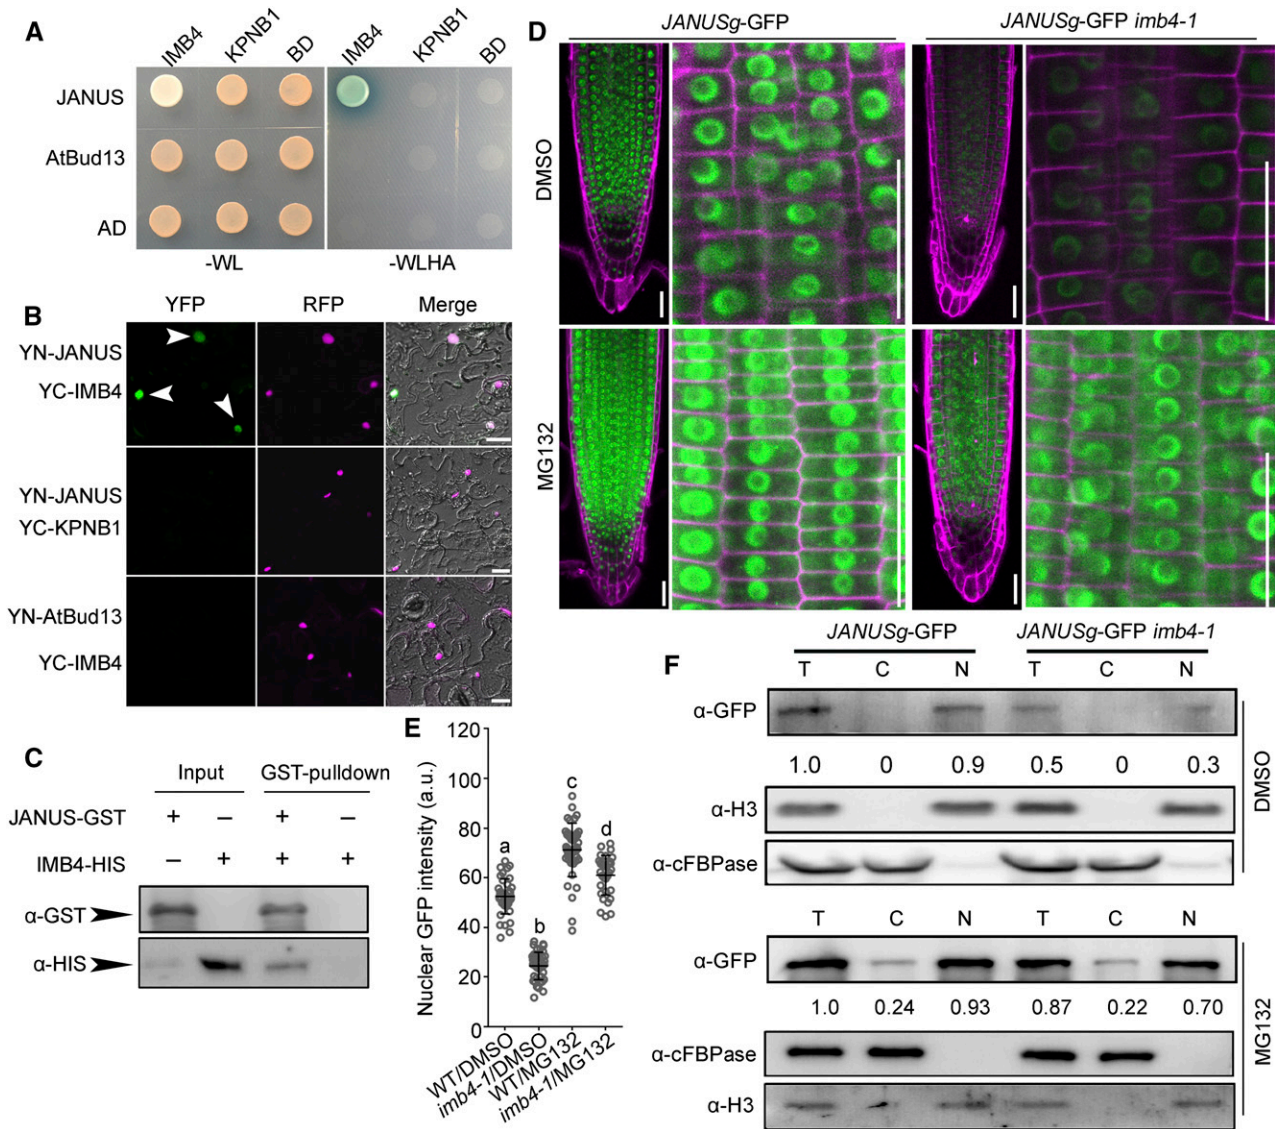 A
IMB4 KPNB1 BD IMB4 KPNB1 BD
JANUS
AtBud13
AD
-WL -WLHA
B
YFP RFP Merge
YN-JANUS
YC-IMB4
YN-JANUS
YC-KPNB1
YN-AtBud13
YC-IMB4
C
Input GST-pulldown
JANUS-GST + – + –
IMB4-HIS – + + +
α-GST
α-HIS
D
JANUSg-GFP JANUSg-GFP imb4-1
DMSO
MG132
E
Nuclear GFP intensity (a.u.)
120
100
80
60
40
20
0
a
b
c
d
WT/DMSO
imb4-1/DMSO
WT/MG132
imb4-1/MG132
F
JANUSg-GFP JANUSg-GFP imb4-1
T C N T C N
α-GFP
1.0 0 0.9 0.5 0 0.3
α-H3
α-cFBPase
DMSO
T C N T C N
α-GFP
1.0 0.24 0.93 0.87 0.22 0.70
α-cFBPase
α-H3
MG132